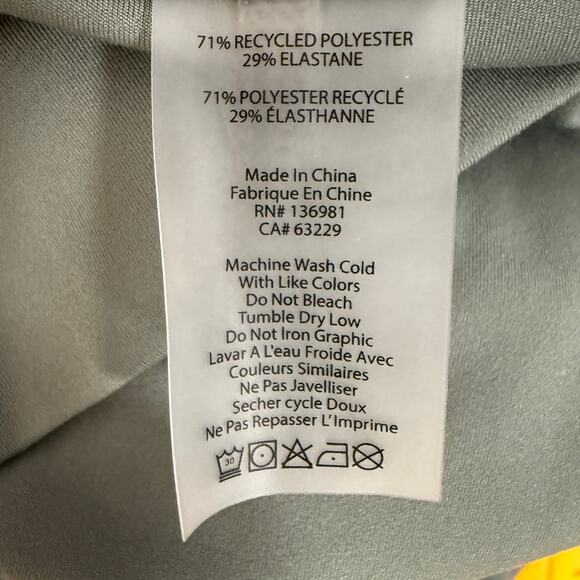 71% RECYCLED POLYESTER
29% ELASTANE
71% POLYESTER RECYCLÉ
29% ÉLASTHANNE
Made In China
Fabrique En Chine
RN# 136981
CA# 63229
Machine Wash Cold
With Like Colors
Do Not Bleach
Tumble Dry Low
Do Not Iron Graphic
Lavar A L'eau Froide Avec
Couleurs Similaires
Ne Pas Javelliser
Secher cycle Doux
Ne Pas Repasser L'Imprime
30